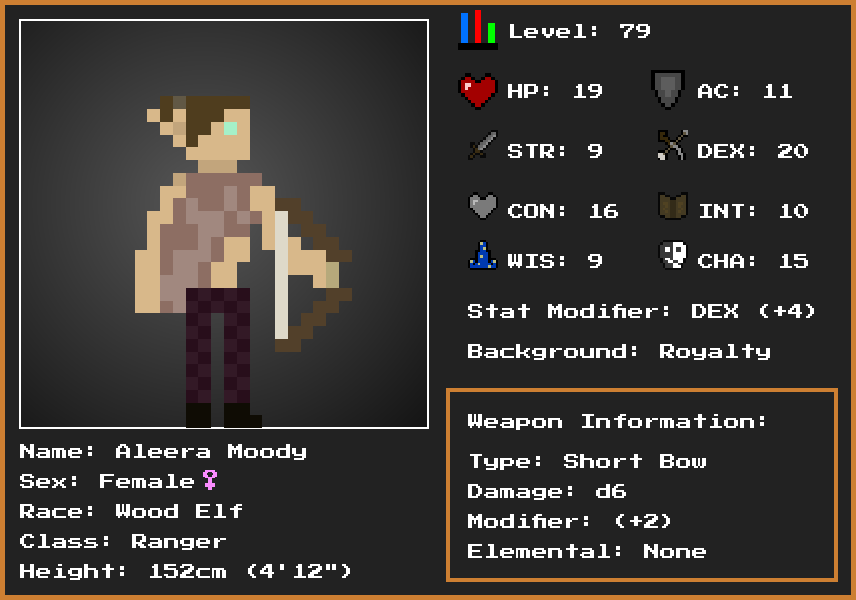 Level: 79
HP: 19
AC: 11
STR: 9
DEX: 20
CON: 16
INT: 10
WIS: 9
CHA: 15
Stat Modifier: DEX (+4)
Background: Royalty
Weapon Information:
Type: Short Bow
Damage: d6
Modifier: (+2)
Elemental: None
Name: Aleera Moody
Sex: Female♀
Race: Wood Elf
Class: Ranger
Height: 152cm (4'12")